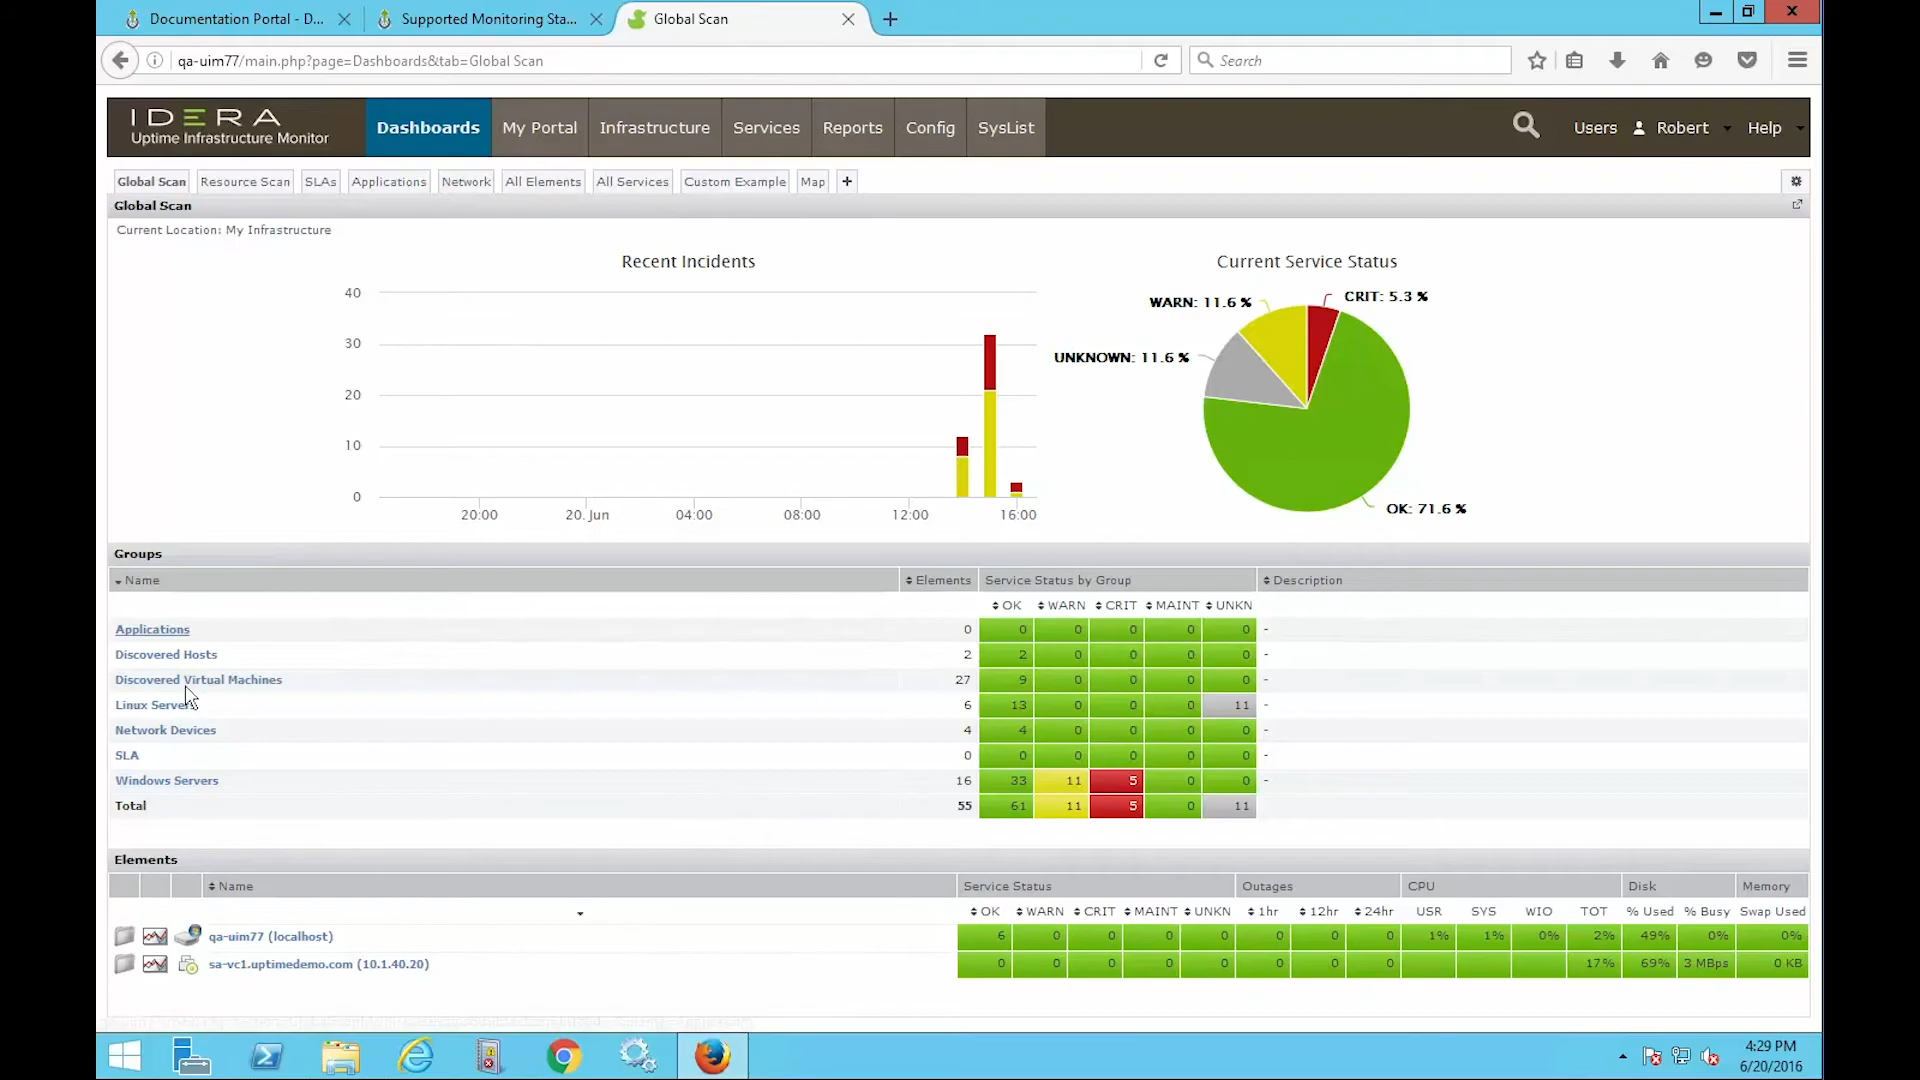 Documentation Portal - D...
Supported Monitoring Sta...
Global Scan
qa-uim77/main.php?page=Dashboards&tab=Global Scan
Search
IDERA
Uptime Infrastructure Monitor
Dashboards
My Portal
Infrastructure
Services
Reports
Config
SysList
Users
Robert
Help
Global Scan
Resource Scan
SLAs
Applications
Network
All Elements
All Services
Custom Example
Map
Global Scan
Current Location: My Infrastructure
Recent Incidents
40
30
20
10
0
20:00
20. Jun
04:00
08:00
12:00
16:00
Current Service Status
WARN: 11.6 %
CRIT: 5.3 %
UNKNOWN: 11.6 %
OK: 71.6 %
Groups
Name Elements Service Status by Group Description
OK WARN CRIT MAINT UNKN
Applications 0 0 0 0 0 0 -
Discovered Hosts 2 2 0 0 0 0 -
Discovered Virtual Machines 27 9 0 0 0 0 -
Linux Servers 6 13 0 0 0 11 -
Network Devices 4 4 0 0 0 0 -
SLA 0 0 0 0 0 0 -
Windows Servers 16 33 11 5 0 0 -
Total 55 61 11 5 0 11
Elements
Name Service Status Outages CPU Disk Memory
OK WARN CRIT MAINT UNKN 1hr 12hr 24hr USR SYS WIO TOT % Used % Busy Swap Used
qa-uim77 (localhost) 6 0 0 0 0 0 0 0 1% 1% 0% 2% 49% 0% 0%
sa-vc1.uptimedemo.com (10.1.40.20) 0 0 0 0 0 0 0 0 17% 69% 3 MBps 0 KB
4:29 PM
6/20/2016